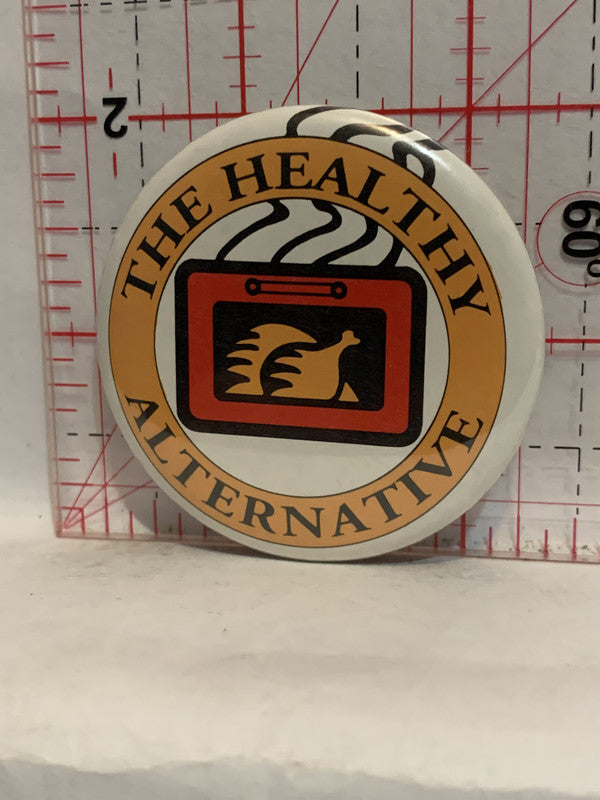 2
60°
THE HEALTHY
ALTERNATIVE